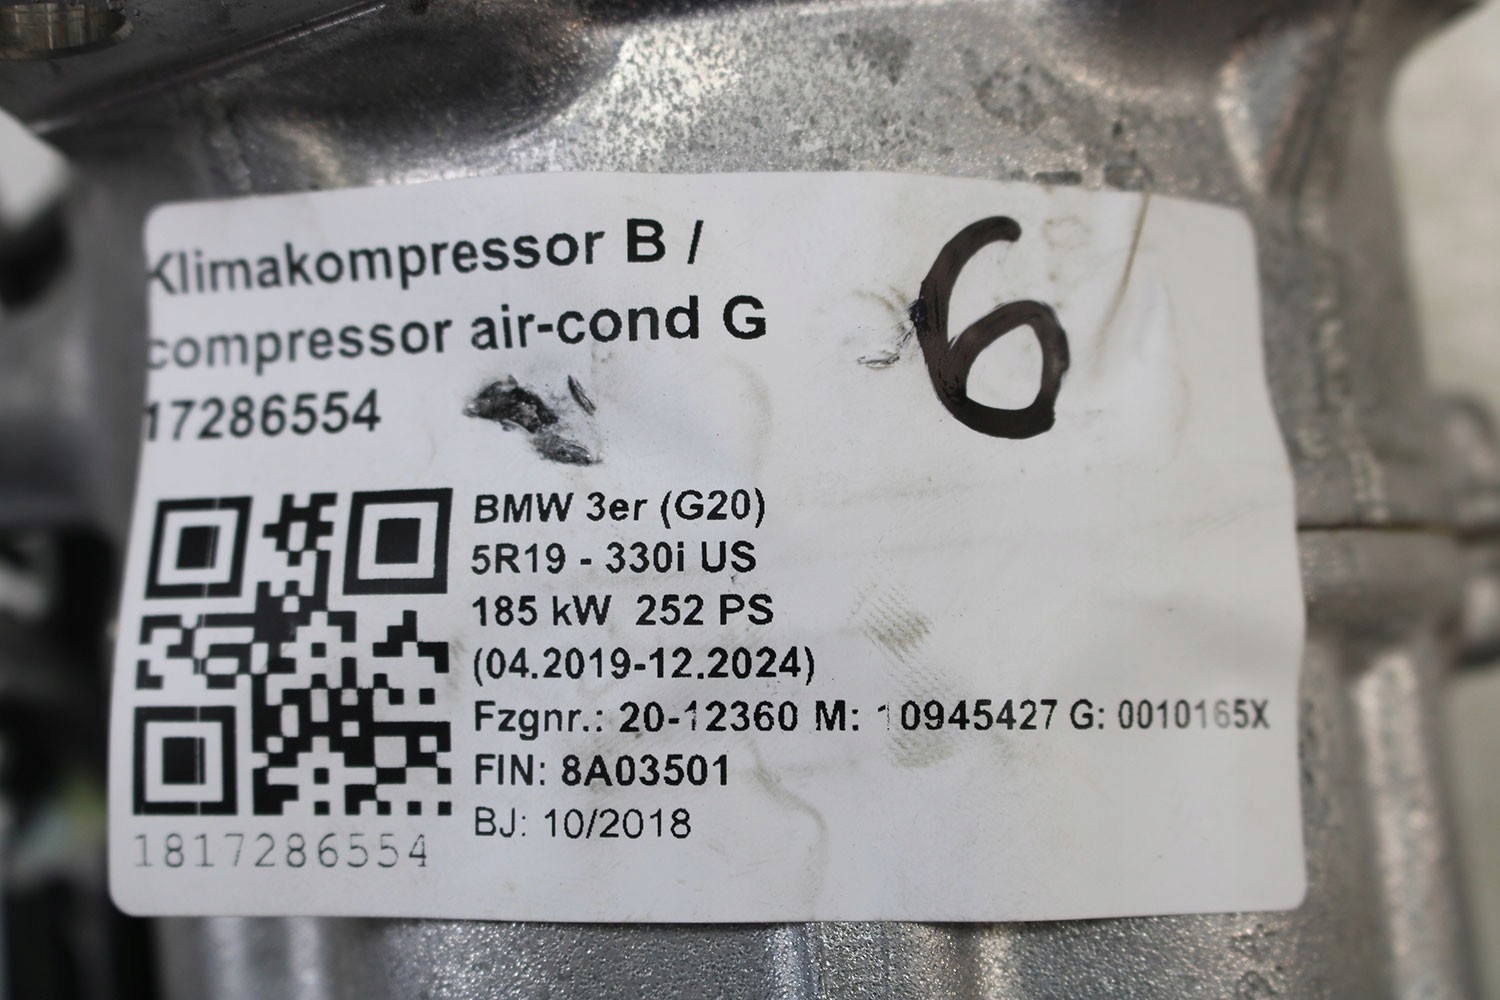 Klimakompressor B /
compressor air-cond G
17286554
6
BMW 3er (G20)
5R19 - 330i US
185 kW 252 PS
(04.2019-12.2024)
Fzgnr.: 20-12360 M: 10945427 G: 0010165X
FIN: 8A03501
BJ: 10/2018
1817286554